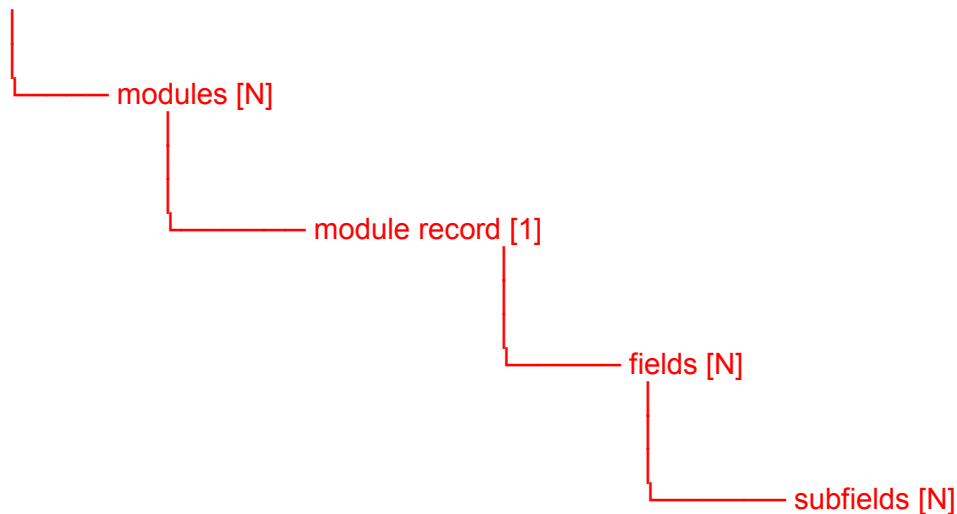 modules [N]
module record [1]
fields [N]
subfields [N]